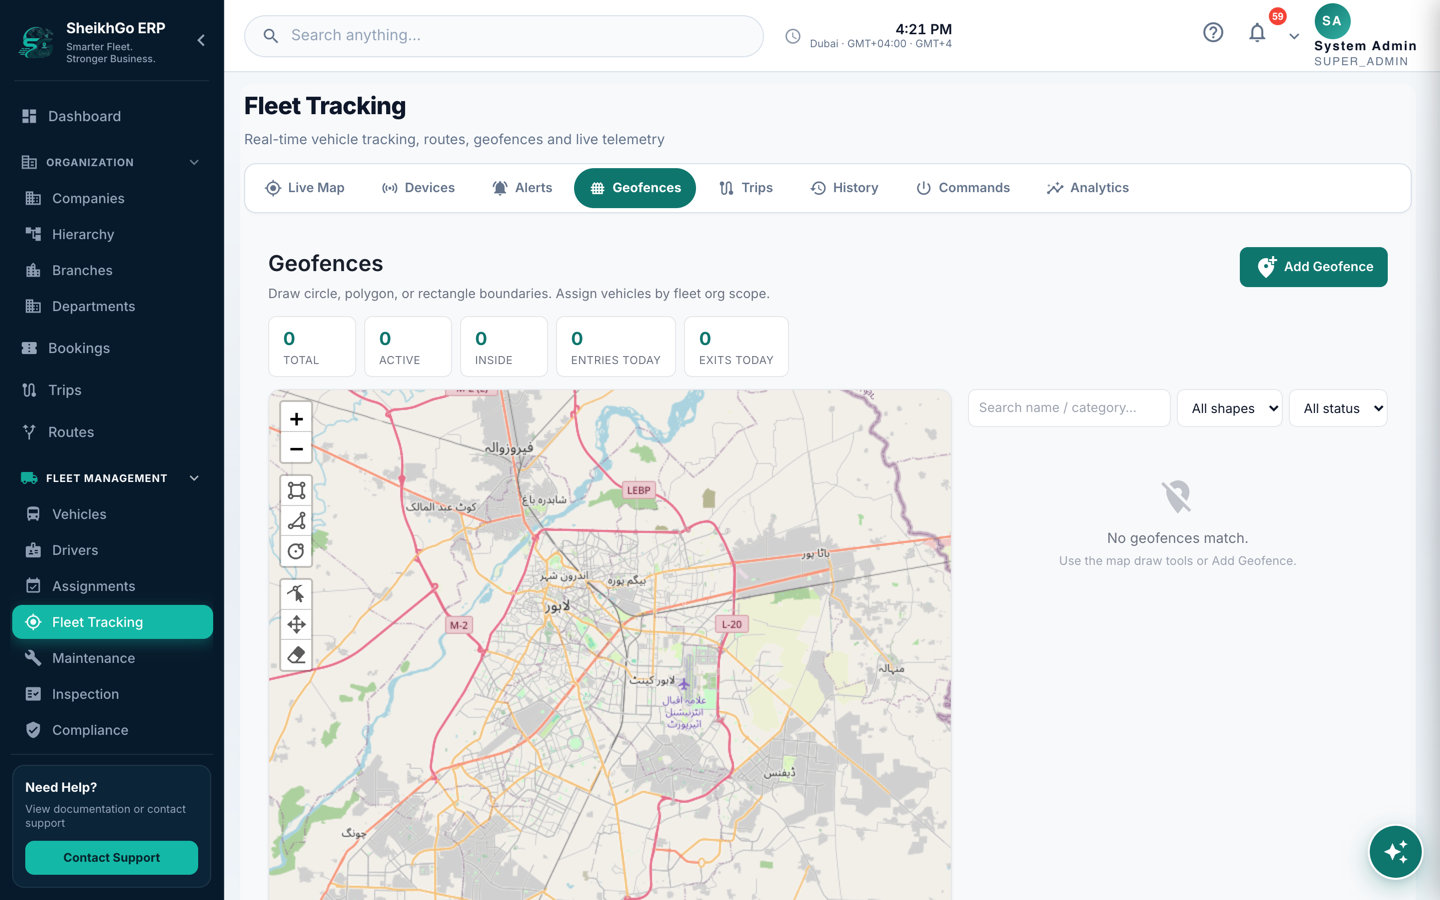 SheikhGo ERP
Smarter Fleet.
Stronger Business.
Search anything...
4:21 PM
Dubai · GMT+04:00 · GMT+4
59
SA
System Admin
SUPER_ADMIN
Dashboard
ORGANIZATION
Companies
Hierarchy
Branches
Departments
Bookings
Trips
Routes
FLEET MANAGEMENT
Vehicles
Drivers
Assignments
Fleet Tracking
Maintenance
Inspection
Compliance
Need Help?
View documentation or contact
support
Contact Support
Fleet Tracking
Real-time vehicle tracking, routes, geofences and live telemetry
Live Map
Devices
Alerts
Geofences
Trips
History
Commands
Analytics
Geofences
Draw circle, polygon, or rectangle boundaries. Assign vehicles by fleet org scope.
Add Geofence
0
TOTAL
0
ACTIVE
0
INSIDE
0
ENTRIES TODAY
0
EXITS TODAY
+
−
فیروزوالہ
LEBP
شاہدرہ باغ
کوٹ عبد المالک
باٹا پور
اندرون شہر
بیگم پورہ
لاہور
M-2
L-20
منہالہ
لاہور کینٹ
علامہ اقبال
انٹرنیشنل
ائیرپورٹ
ڈیفنس
چونگ
Search name / category...
All shapes
All status
No geofences match.
Use the map draw tools or Add Geofence.